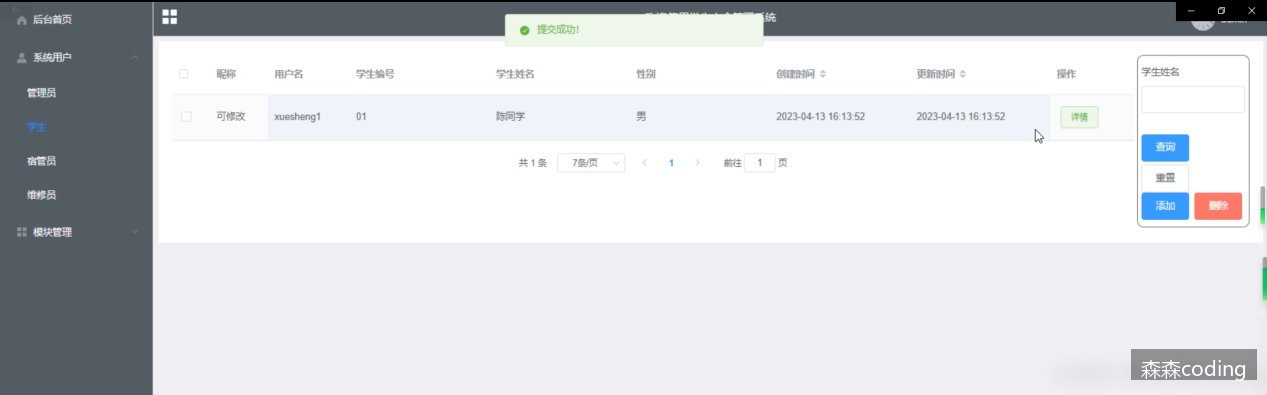 后台首页
系统用户
管理员
学生
宿管员
维修员
模块管理
提交成功!
昵称 用户名 学生编号 学生姓名 性别 创建时间 更新时间 操作
可修改 xuesheng1 01 陈同学 男 2023-04-13 16:13:52 2023-04-13 16:13:52 详情
共 1 条 7条/页 1 前往 1 页
学生姓名
查询
重置
添加 删除
森森coding